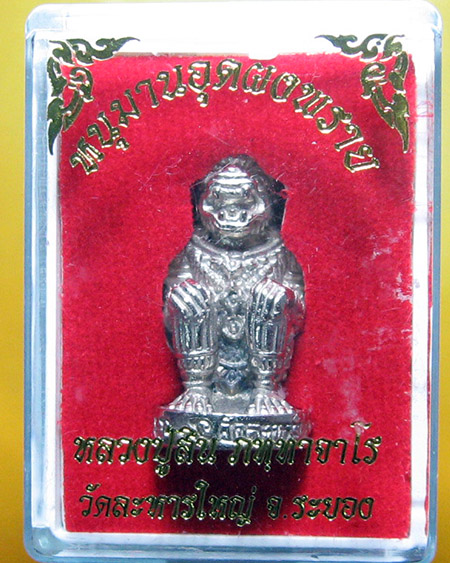 หนุมานอุดผงพราย
หลวงปู่สิน ภทฺทาจาโร
วัดละหารใหญ่ จ.ระยอง